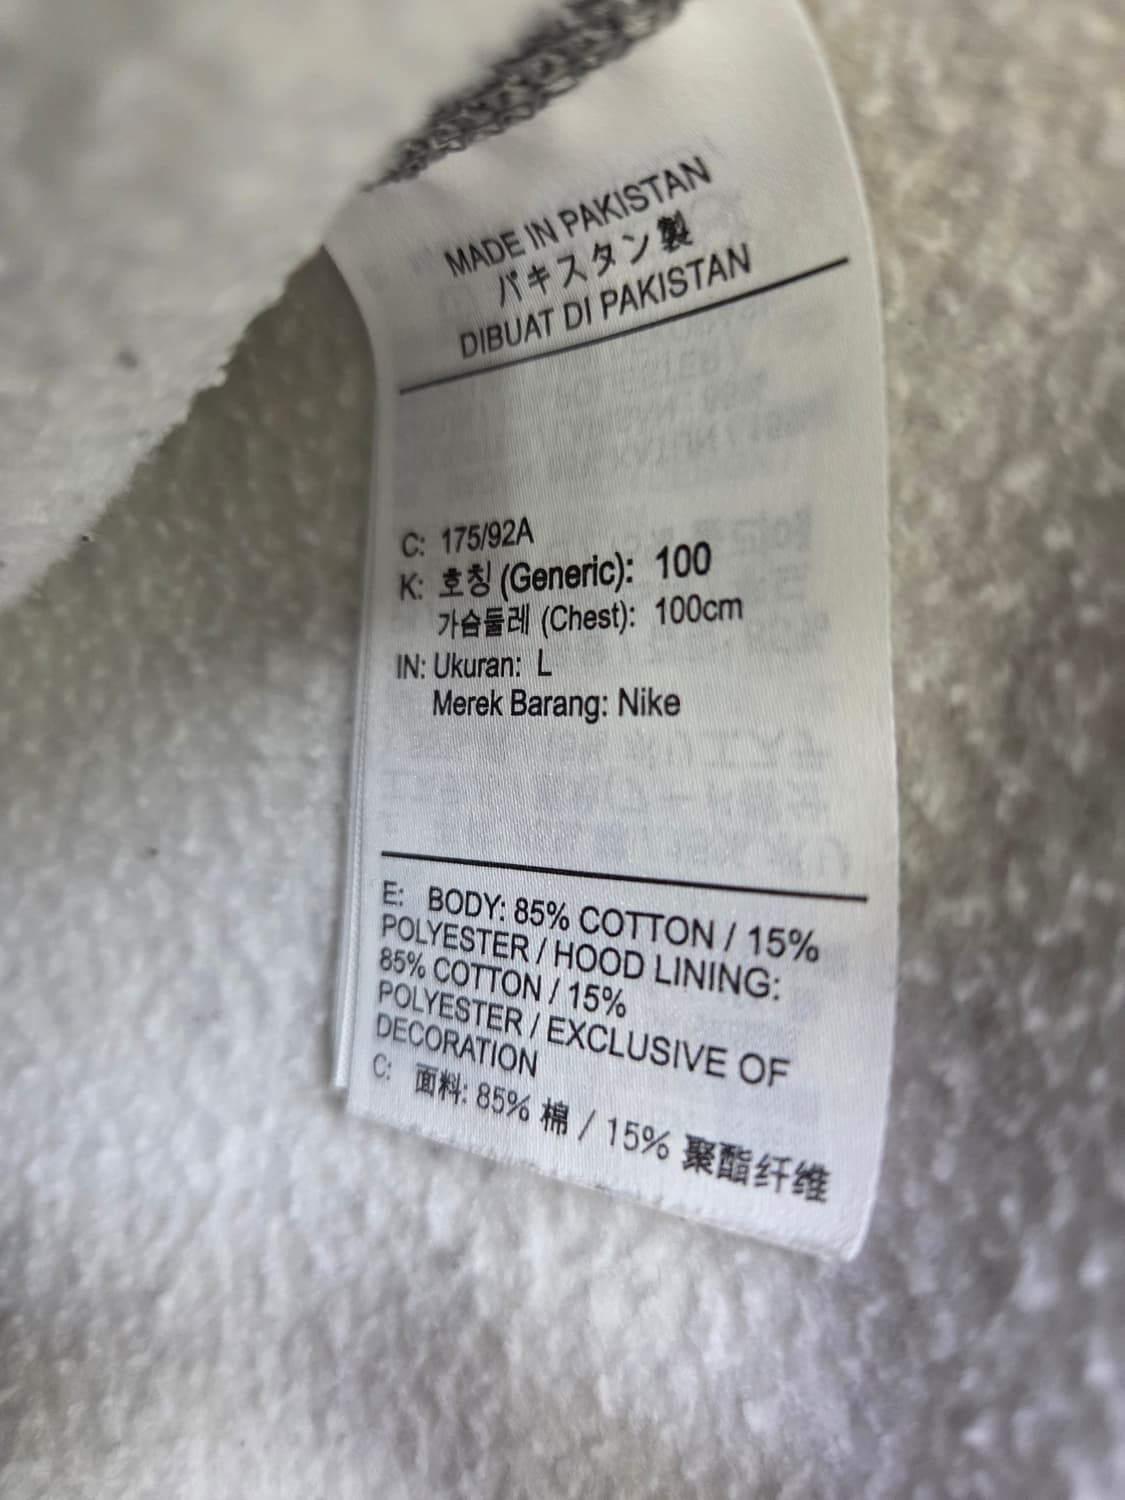 MADE IN PAKISTAN
パキスタン製
DIBUAT DI PAKISTAN
C: 175/92A
K: 호칭 (Generic): 100
가슴둘레 (Chest): 100cm
IN: Ukuran: L
Merek Barang: Nike
E: BODY: 85% COTTON / 15%
POLYESTER / HOOD LINING:
85% COTTON / 15%
POLYESTER / EXCLUSIVE OF
DECORATION
C: 面料: 85% 棉 / 15% 聚酯纤维